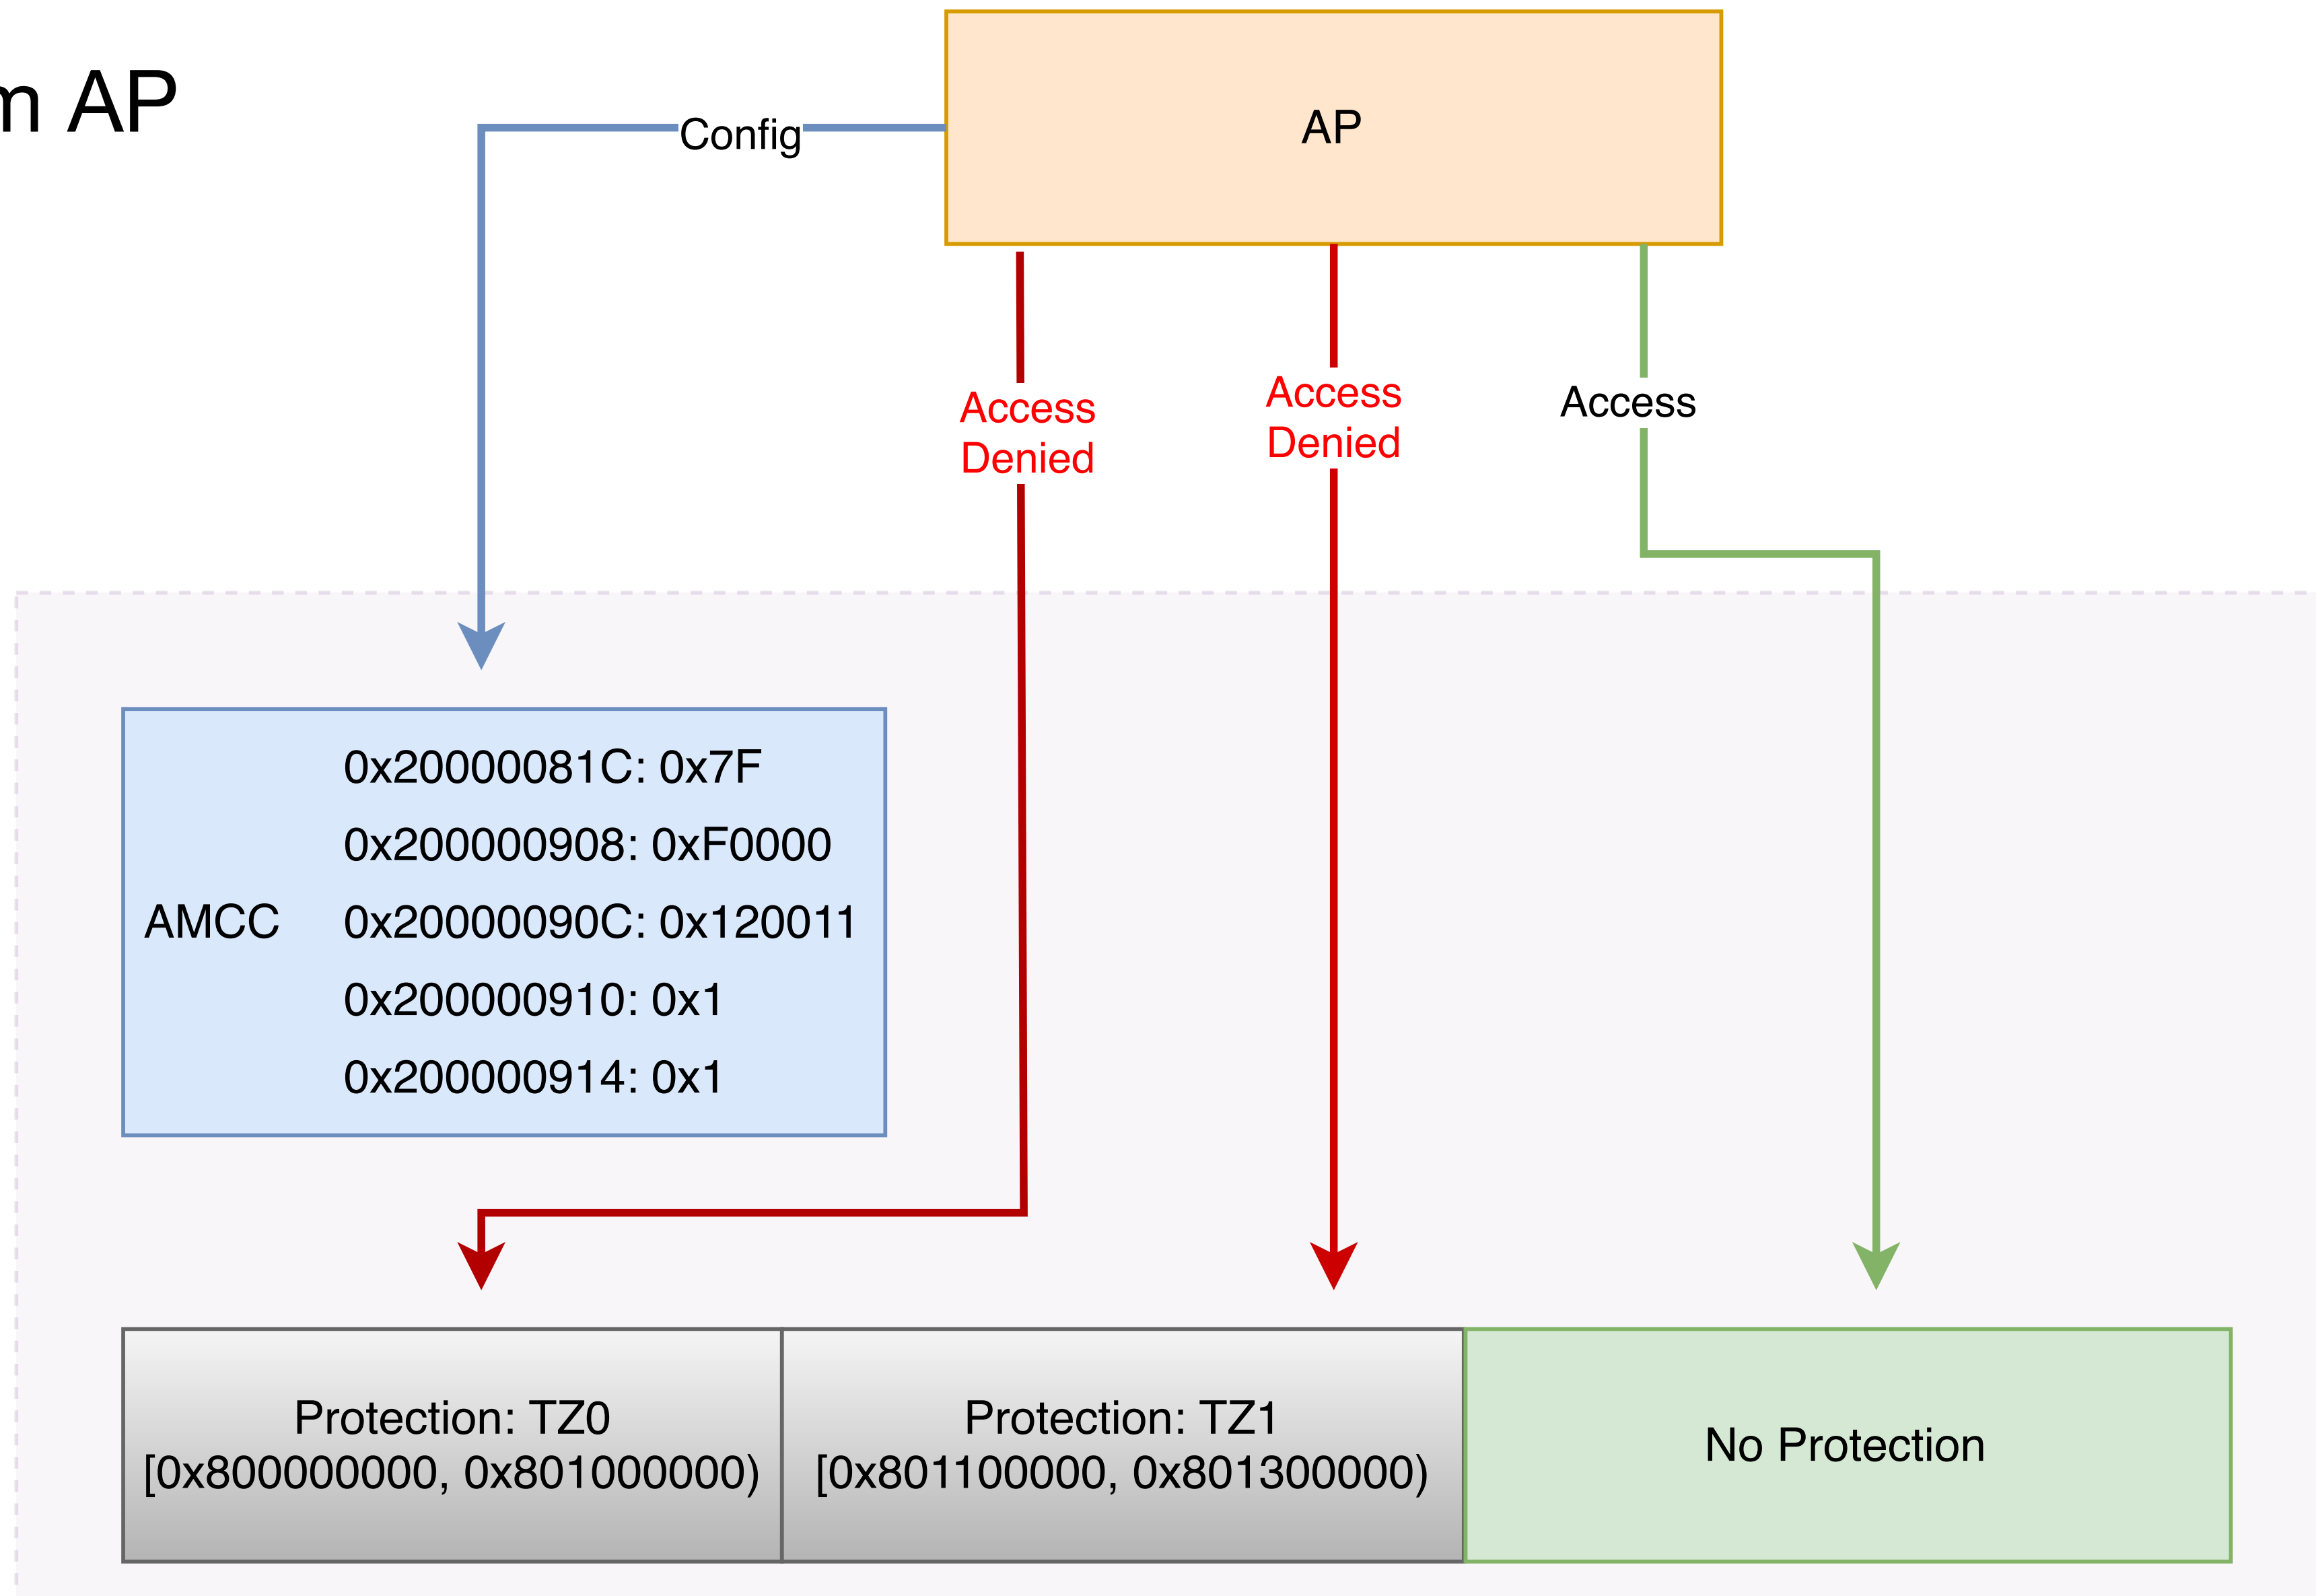 AP
AP
Config
Access
Denied
Access
Denied
Access
AMCC
0x20000081C: 0x7F
0x200000908: 0xF0000
0x20000090C: 0x120011
0x200000910: 0x1
0x200000914: 0x1
Protection: TZ0
[0x800000000, 0x801000000)
Protection: TZ1
[0x801100000, 0x801300000)
No Protection